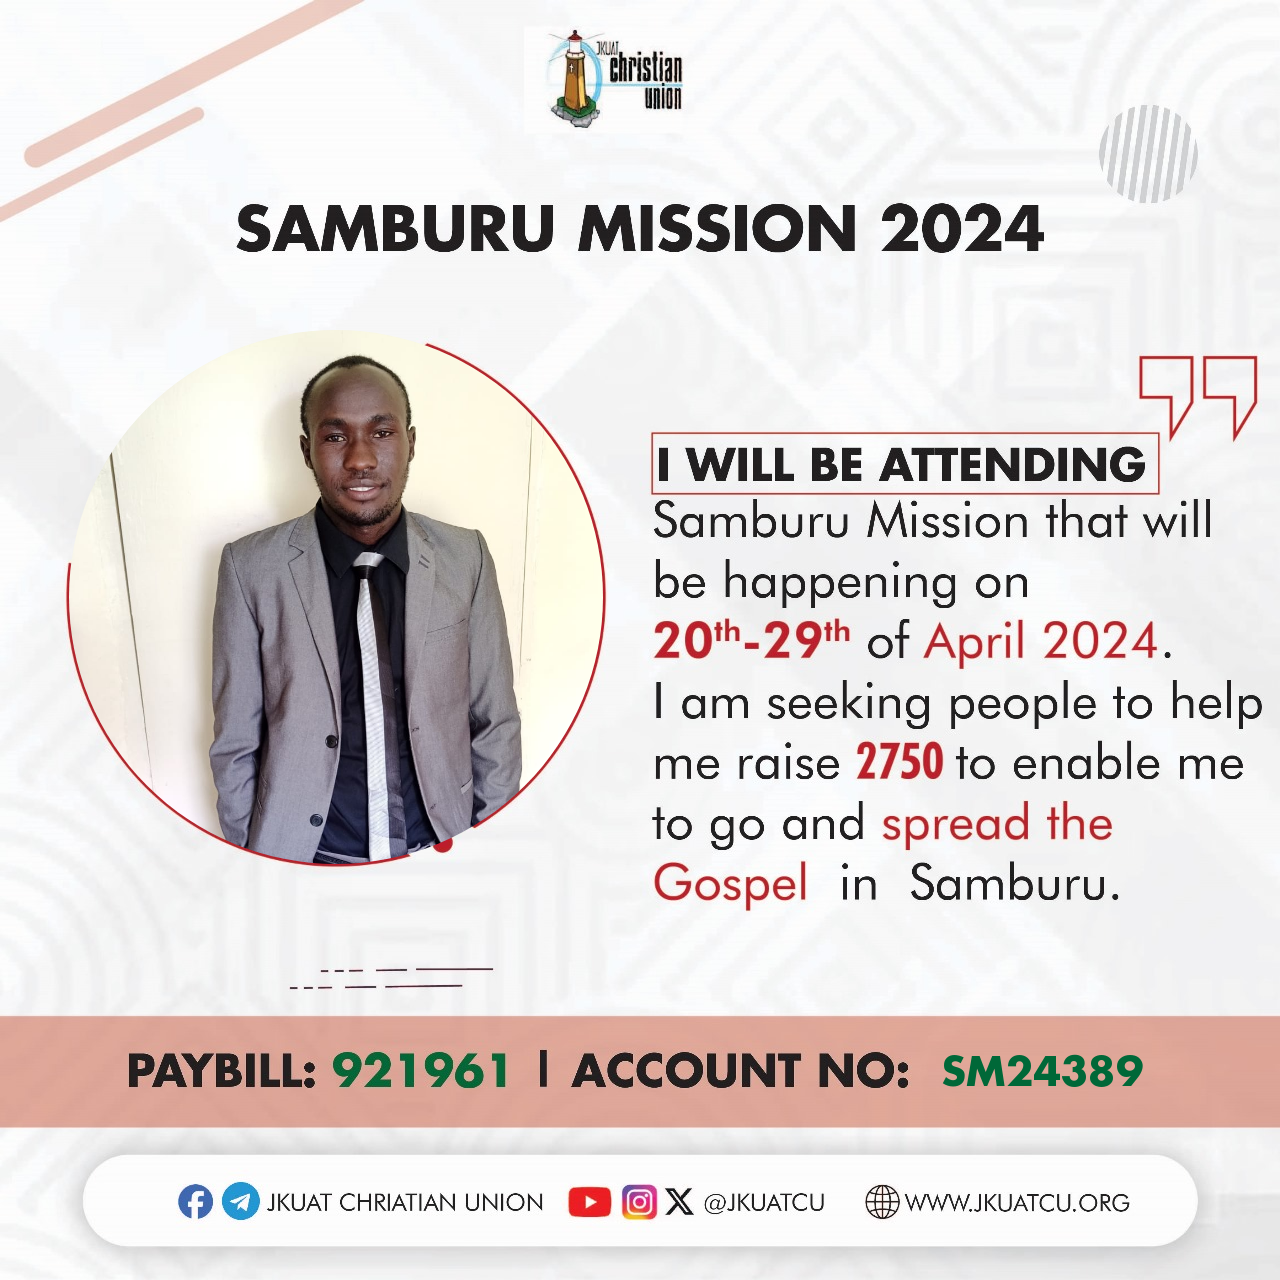 JKUAT
christian
union
SAMBURU MISSION 2024
I WILL BE ATTENDING
Samburu Mission that will
be happening on
20th-29th of April 2024.
I am seeking people to help
me raise 2750 to enable me
to go and spread the
Gospel in Samburu.
PAYBILL: 921961 | ACCOUNT NO: SM24389
JKUAT CHRIATIAN UNION @JKUATCU WWW.JKUATCU.ORG